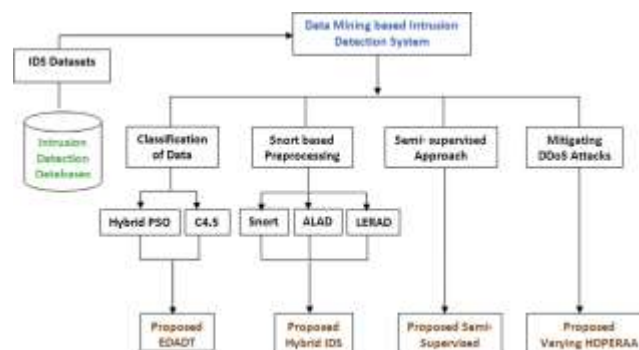 Data Mining based Intrusion
Detection System
IDS Datasets
Intrusion
Detection
Databases
Classification
of Data
Snort based
Preprocessing
Semi- supervised
Approach
Mitigating
DDoS Attacks
Hybrid PSO
C4.5
Snort
ALAD
LERAD
Proposed
EDADT
Proposed
Hybrid IDS
Proposed Semi-
Supervised
Proposed
Varying HOPERAA